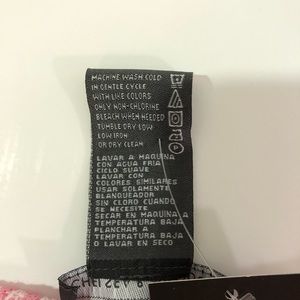 MACHINE WASH COLD
IN GENTLE CYCLE
WITH LIKE COLORS
ONLY NON-CHLORINE
BLEACH WHEN NEEDED
TUMBLE DRY LOW
LOW IRON
OR DRY CLEAN
P
LAVAR A MAQUINA
CON AGUA FRIA
CICLO SUAVE
LAVAR CON
COLORES SIMILARES
USAR SOLAMENTE
BLANQUEADOR
SIN CLORO CUANDO
SE NECESITE
SECAR EN MAQUINA A
TEMPERATURA BAJA
PLANCHAR A
TEMPERATURA BAJA
O LAVAR EN SECO